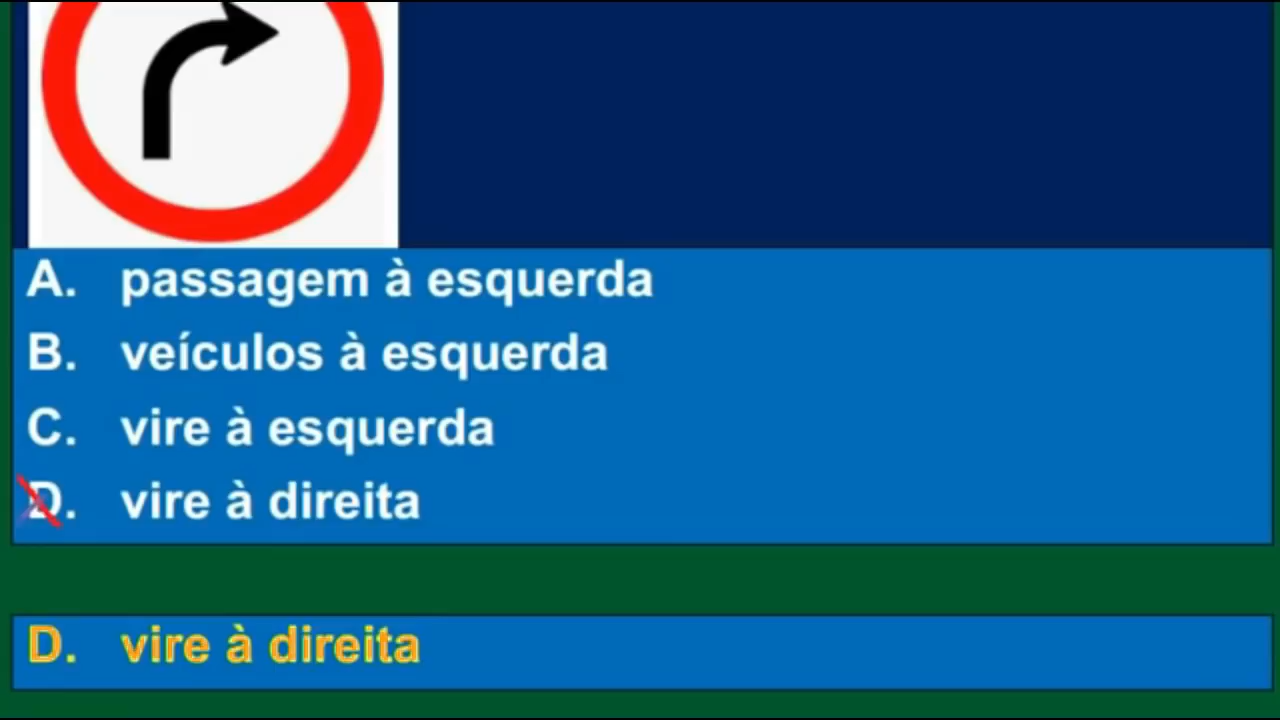 A. passagem à esquerda
B. veículos à esquerda
C. vire à esquerda
D. vire à direita
D. vire à direita